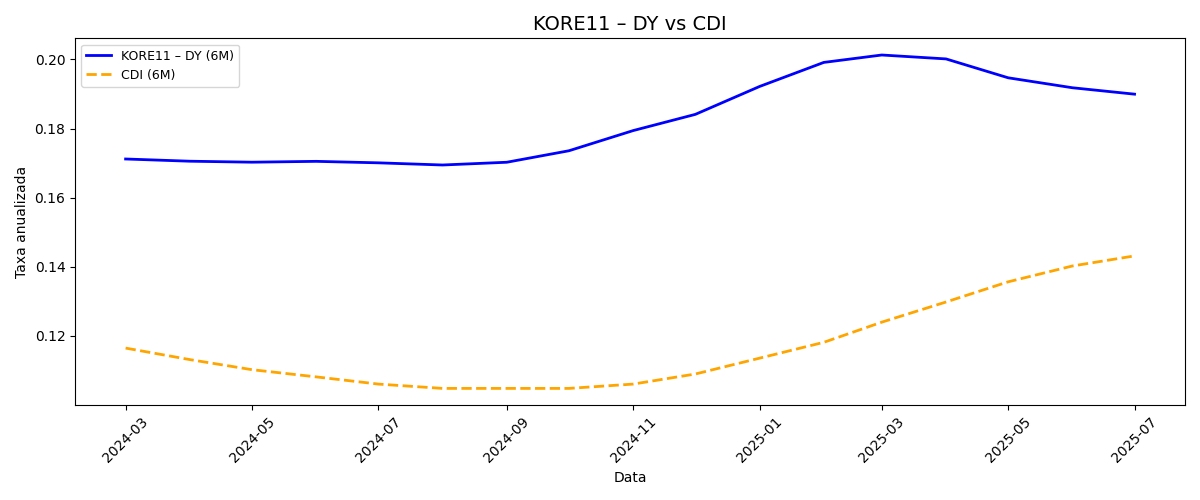 KORE11 – DY vs CDI
KORE11 – DY (6M)
CDI (6M)
Taxa anualizada
0.20
0.18
0.16
0.14
0.12
2024-03
2024-05
2024-07
2024-09
2024-11
2025-01
2025-03
2025-05
2025-07
Data